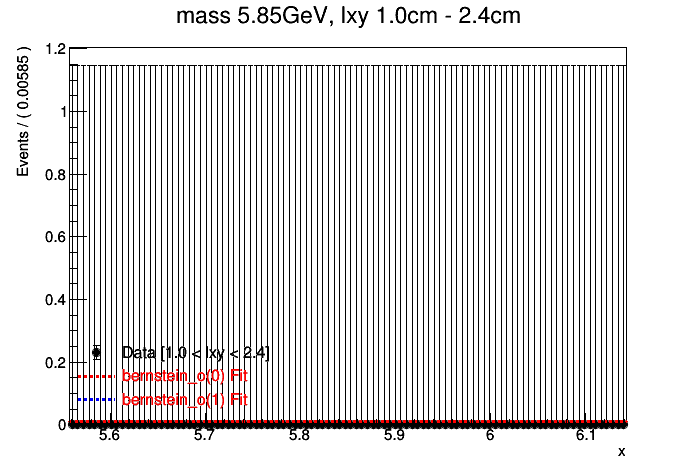 mass 5.85GeV, lxy 1.0cm - 2.4cm
Events / ( 0.00585 )
1.2
1
0.8
0.6
0.4
0.2
0
Data [1.0 < lxy < 2.4]
bernstein_o(0) Fit
bernstein_o(1) Fit
5.6 5.7 5.8 5.9 6 6.1
x